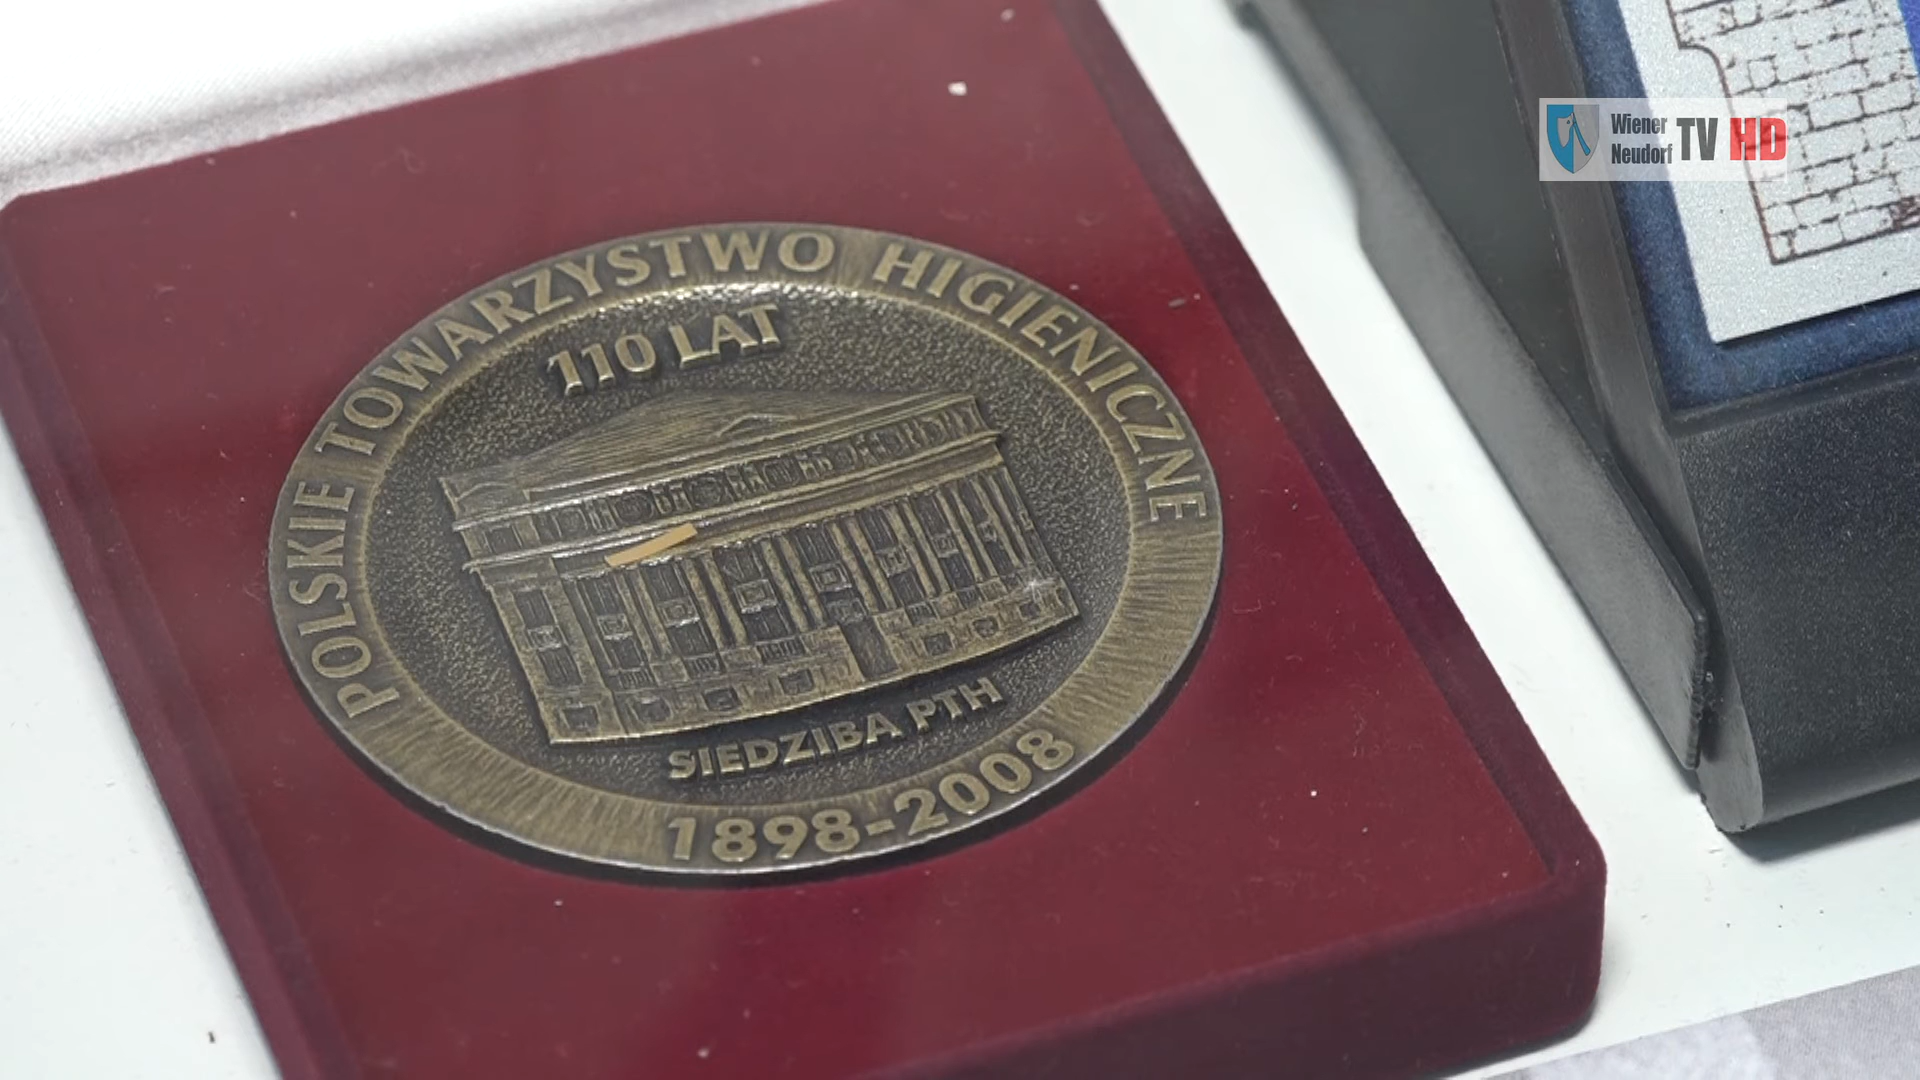 POLSKIE TOWARZYSTWO HIGIENICZNE
110 LAT
SIEDZIBA PTH
1898-2008
Wiener
Neudorf TV HD